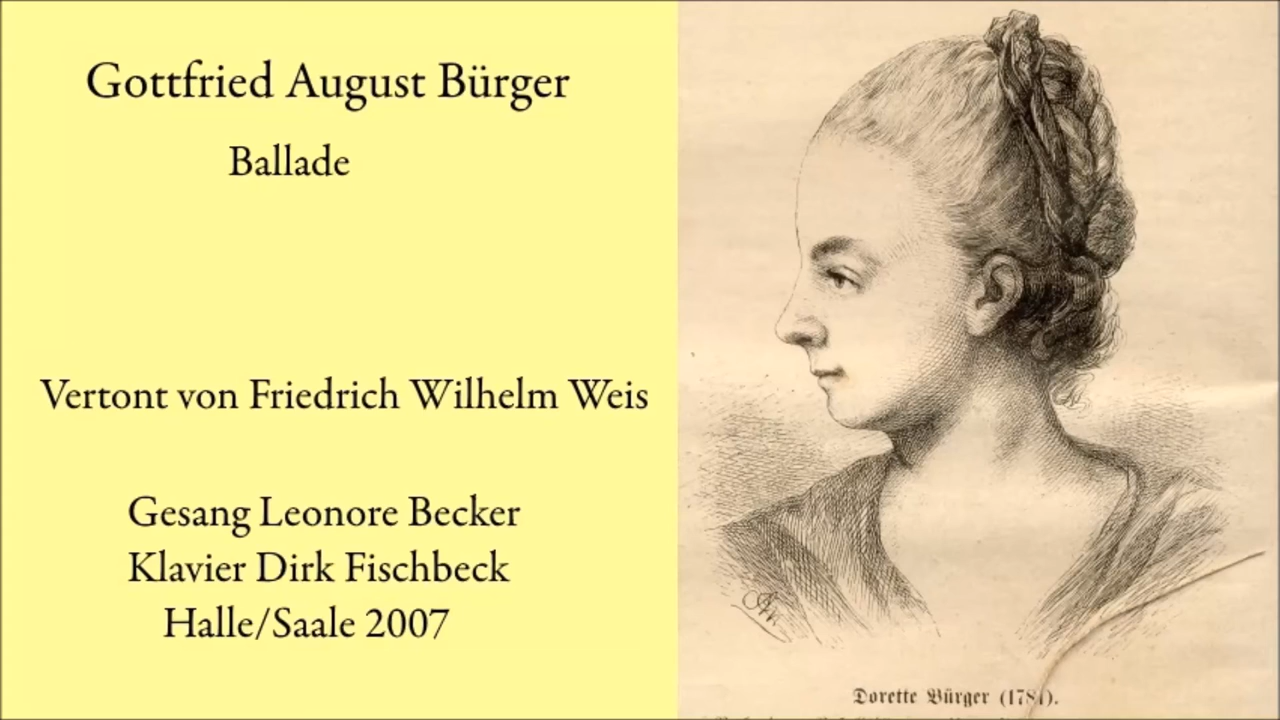 Gottfried August Bürger
Ballade
Vertont von Friedrich Wilhelm Weis
Gesang Leonore Becker
Klavier Dirk Fischbeck
Halle/Saale 2007
Dorette Bürger (1781).